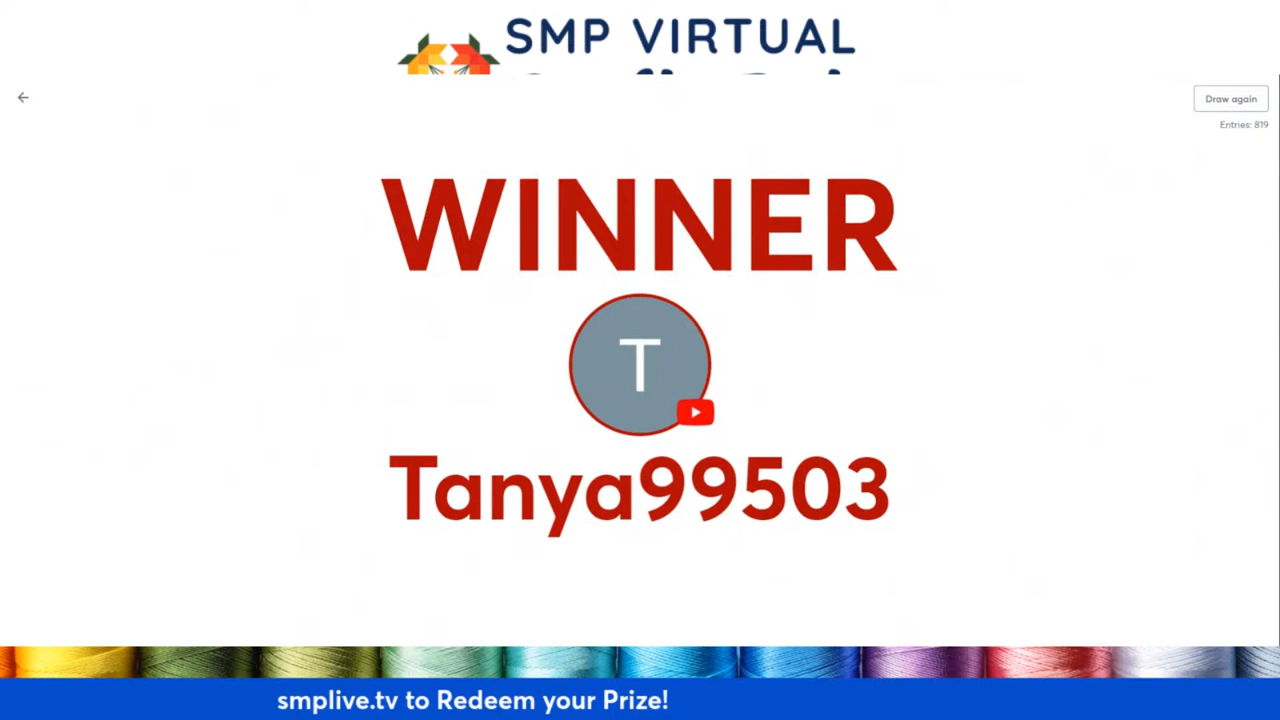 SMP VIRTUAL
Draw again
Entries: 819
WINNER
T
Tanya99503
smplive.tv to Redeem your Prize!